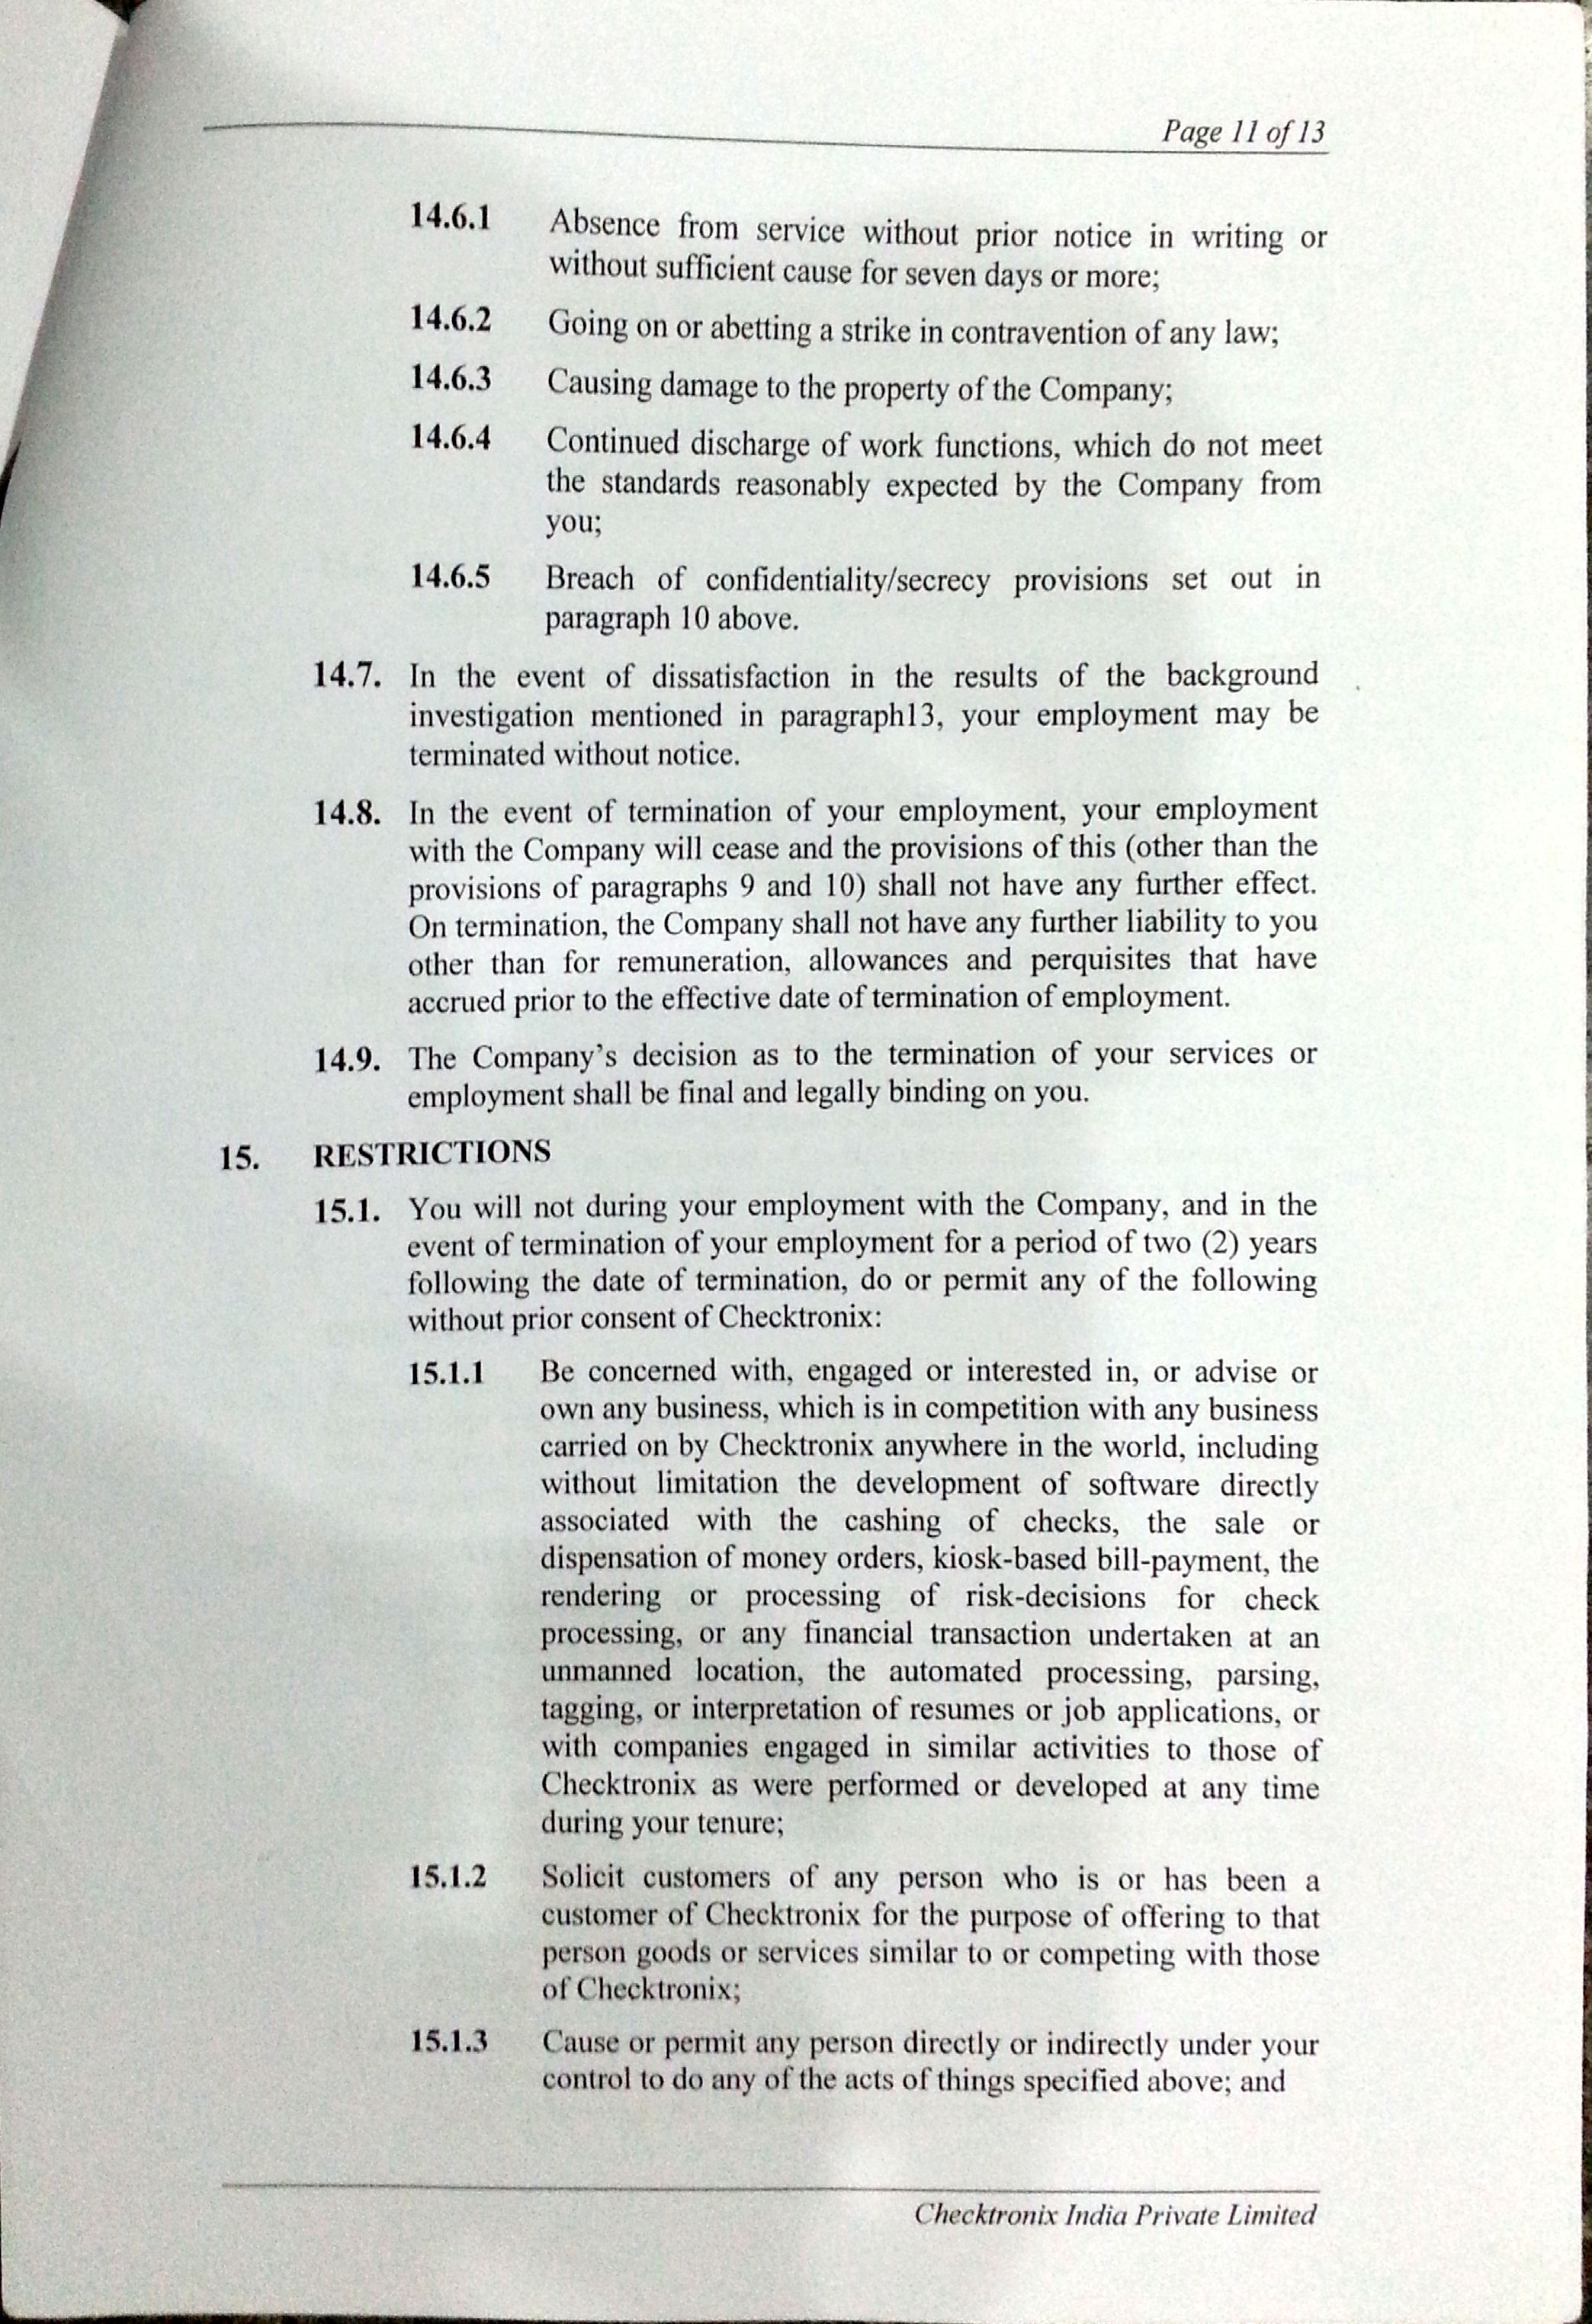 Page 11 of 13
14.6.1 Absence from service without prior notice in writing or
without sufficient cause for seven days or more;
14.6.2 Going on or abetting a strike in contravention of any law;
14.6.3 Causing damage to the property of the Company;
14.6.4 Continued discharge of work functions, which do not meet
the standards reasonably expected by the Company from
you;
14.6.5 Breach of confidentiality/secrecy provisions set out in
paragraph 10 above.
14.7. In the event of dissatisfaction in the results of the background
investigation mentioned in paragraph13, your employment may be
terminated without notice.
14.8. In the event of termination of your employment, your employment
with the Company will cease and the provisions of this (other than the
provisions of paragraphs 9 and 10) shall not have any further effect.
On termination, the Company shall not have any further liability to you
other than for remuneration, allowances and perquisites that have
accrued prior to the effective date of termination of employment.
14.9. The Company's decision as to the termination of your services or
employment shall be final and legally binding on you.
15. RESTRICTIONS
15.1. You will not during your employment with the Company, and in the
event of termination of your employment for a period of two (2) years
following the date of termination, do or permit any of the following
without prior consent of Checktronix:
15.1.1 Be concerned with, engaged or interested in, or advise or
own any business, which is in competition with any business
carried on by Checktronix anywhere in the world, including
without limitation the development of software directly
associated with the cashing of checks, the sale or
dispensation of money orders, kiosk-based bill-payment, the
rendering or processing of risk-decisions for check
processing, or any financial transaction undertaken at an
unmanned location, the automated processing, parsing,
tagging, or interpretation of resumes or job applications, or
with companies engaged in similar activities to those of
Checktronix as were performed or developed at any time
during your tenure;
15.1.2 Solicit customers of any person who is or has been a
customer of Checktronix for the purpose of offering to that
person goods or services similar to or competing with those
of Checktronix;
15.1.3 Cause or permit any person directly or indirectly under your
control to do any of the acts of things specified above; and
Checktronix India Private Limited